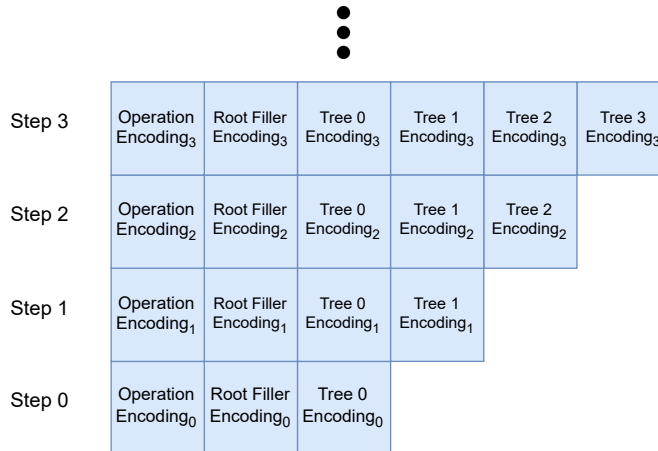 Step 3
Operation
Encoding₃
Root Filler
Encoding₃
Tree 0
Encoding₃
Tree 1
Encoding₃
Tree 2
Encoding₃
Tree 3
Encoding₃
Step 2
Operation
Encoding₂
Root Filler
Encoding₂
Tree 0
Encoding₂
Tree 1
Encoding₂
Tree 2
Encoding₂
Step 1
Operation
Encoding₁
Root Filler
Encoding₁
Tree 0
Encoding₁
Tree 1
Encoding₁
Step 0
Operation
Encoding₀
Root Filler
Encoding₀
Tree 0
Encoding₀